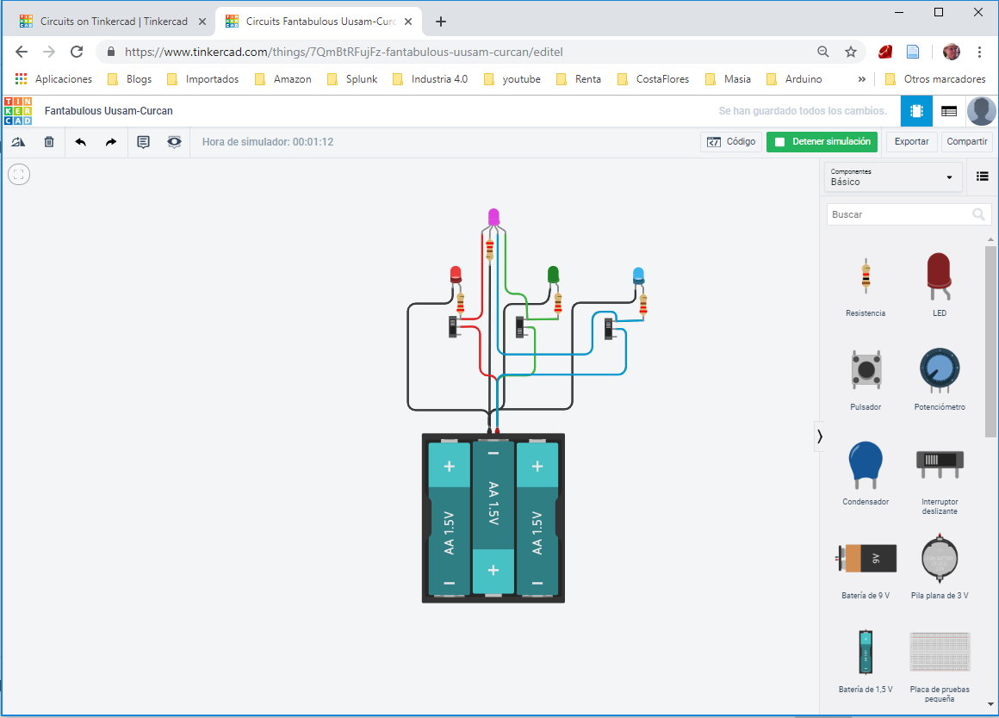 Circuits on Tinkercad | Tinkercad
Circuits Fantabulous Uusam-Curc
https://www.tinkercad.com/things/7QmBtRFujFz-fantabulous-uusam-curcan/editel
Aplicaciones
Blogs
Importados
Amazon
Splunk
Industria 4.0
youtube
Renta
CostaFlores
Masia
Arduino
»
Otros marcadores
TIN
KER
CAD
Fantabulous Uusam-Curcan
Se han guardado todos los cambios.
Hora de simulador: 00:01:12
Código
Detener simulación
Exportar
Compartir
Componentes
Básico
Buscar
Resistencia
LED
Pulsador
Potenciómetro
Condensador
Interruptor
deslizante
9V
Batería de 9 V
Pila plana de 3 V
AA 1.5V
Batería de 1,5 V
Placa de pruebas
pequeña
+
−
+
AA 1.5V
AA 1.5V
AA 1.5V
−
+
−